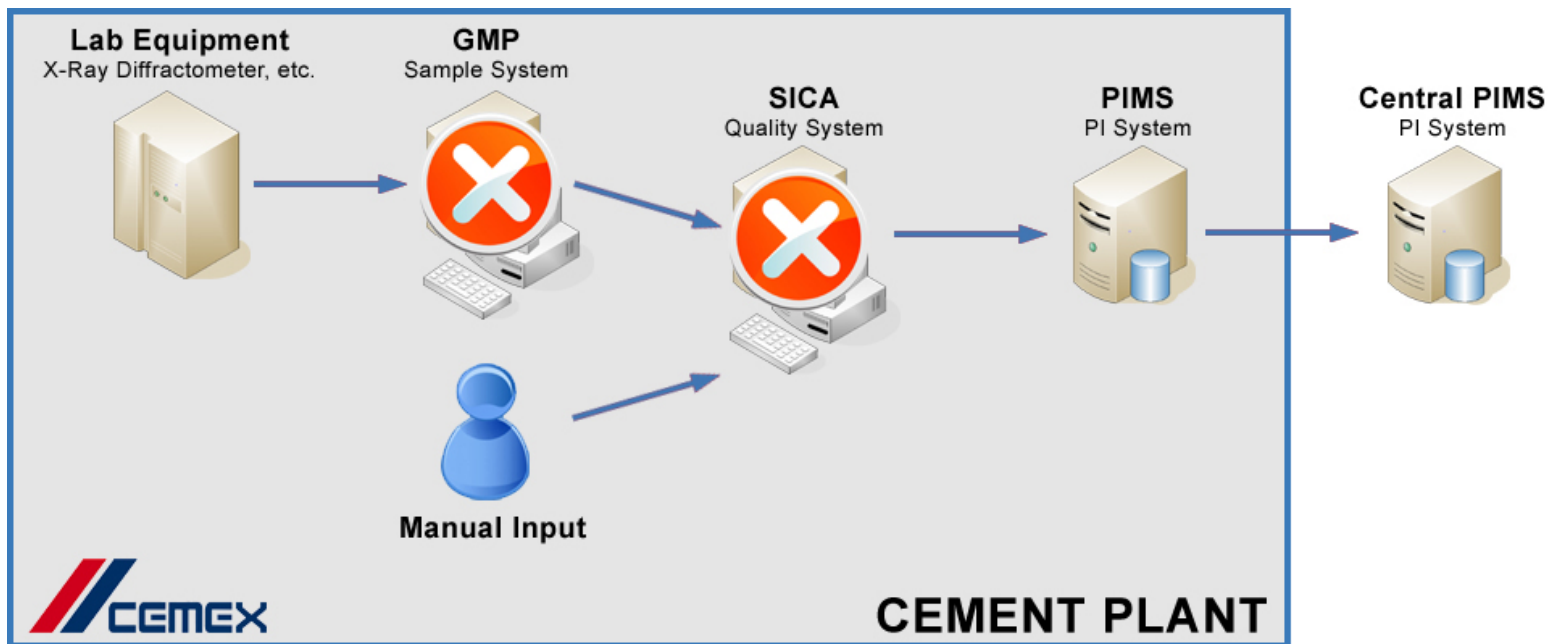 Lab Equipment
X-Ray Diffractometer, etc.
GMP
Sample System
SICA
Quality System
PIMS
PI System
Central PIMS
PI System
Manual Input
CEMEX
CEMENT PLANT